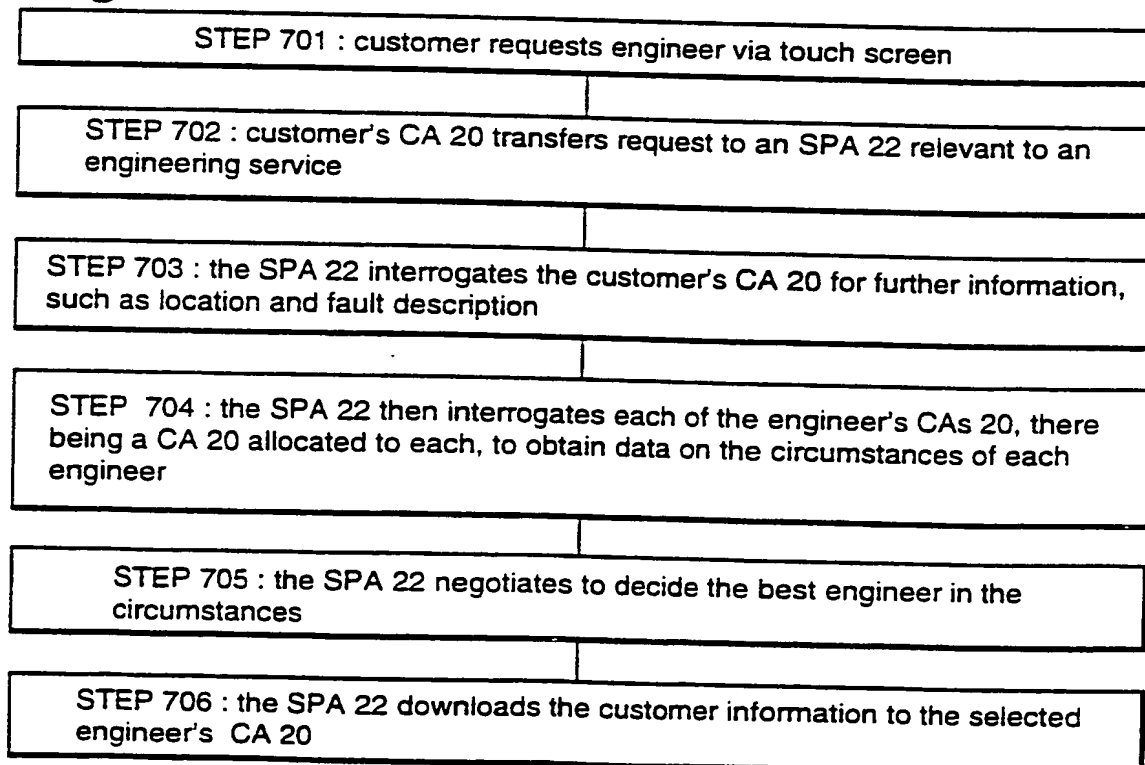 STEP 701 : customer requests engineer via touch screen
STEP 702 : customer's CA 20 transfers request to an SPA 22 relevant to an
engineering service
STEP 703 : the SPA 22 interrogates the customer's CA 20 for further information,
such as location and fault description
STEP 704 : the SPA 22 then interrogates each of the engineer's CAs 20, there
being a CA 20 allocated to each, to obtain data on the circumstances of each
engineer
STEP 705 : the SPA 22 negotiates to decide the best engineer in the
circumstances
STEP 706 : the SPA 22 downloads the customer information to the selected
engineer's CA 20